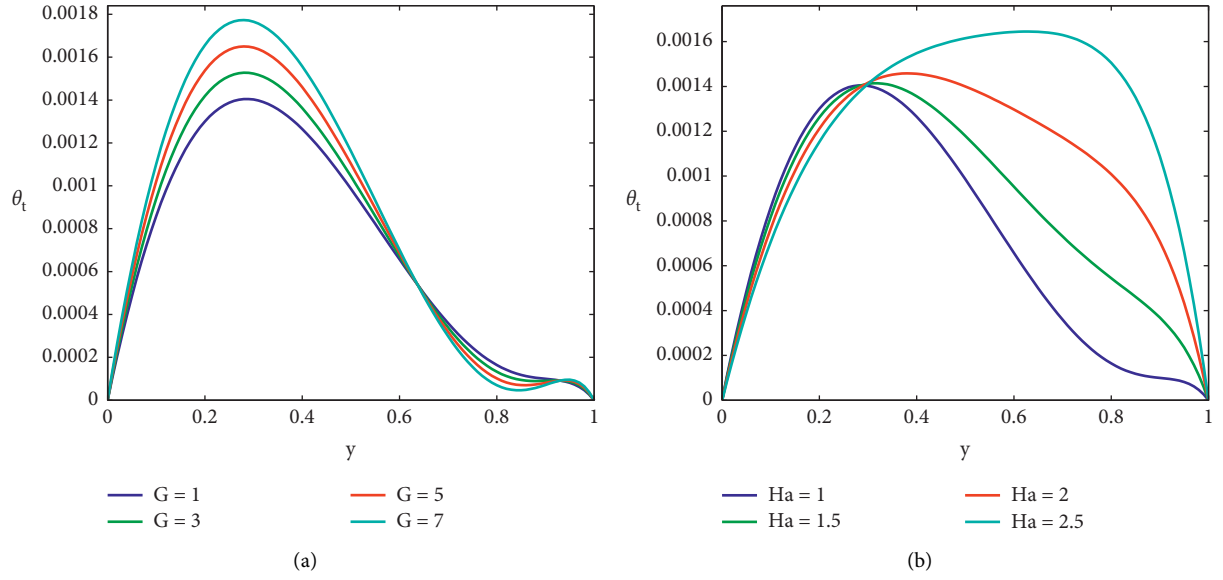 0.0018
0.0016
0.0014
0.0012
0.001
θt
0.0008
0.0006
0.0004
0.0002
0
0 0.2 0.4 0.6 0.8 1
y
G = 1 G = 5
G = 3 G = 7
(a)
0.0016
0.0014
0.0012
0.001
θt
0.0008
0.0006
0.0004
0.0002
0
0 0.2 0.4 0.6 0.8 1
y
Ha = 1 Ha = 2
Ha = 1.5 Ha = 2.5
(b)